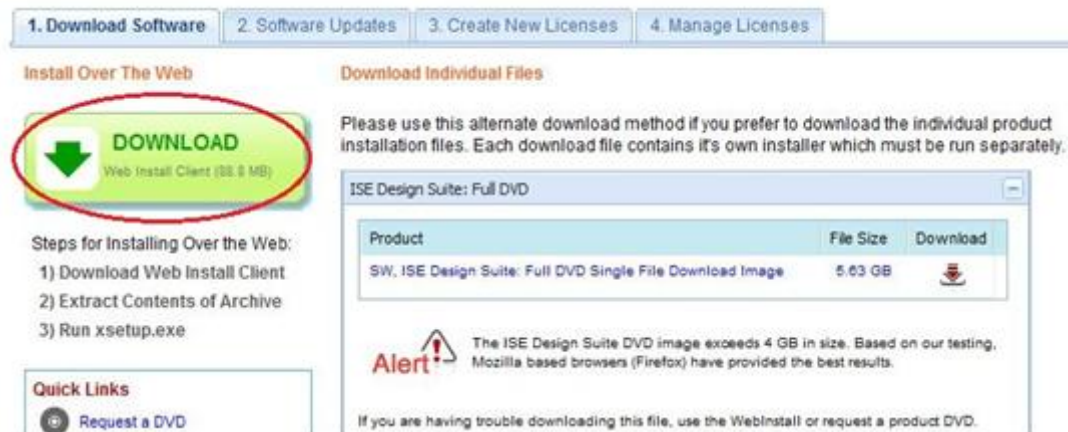 1. Download Software
2. Software Updates
3. Create New Licenses
4. Manage Licenses
Install Over The Web
DOWNLOAD
Web Install Client (88.8 MB)
Steps for Installing Over the Web:
1) Download Web Install Client
2) Extract Contents of Archive
3) Run xsetup.exe
Quick Links
Request a DVD
Download Individual Files
Please use this alternate download method if you prefer to download the individual product
installation files. Each download file contains it's own installer which must be run separately.
ISE Design Suite: Full DVD
Product File Size Download
SW, ISE Design Suite: Full DVD Single File Download Image 5.63 GB
Alert!
The ISE Design Suite DVD image exceeds 4 GB in size. Based on our testing,
Mozilla based browsers (Firefox) have provided the best results.
If you are having trouble downloading this file, use the WebInstall or request a product DVD.